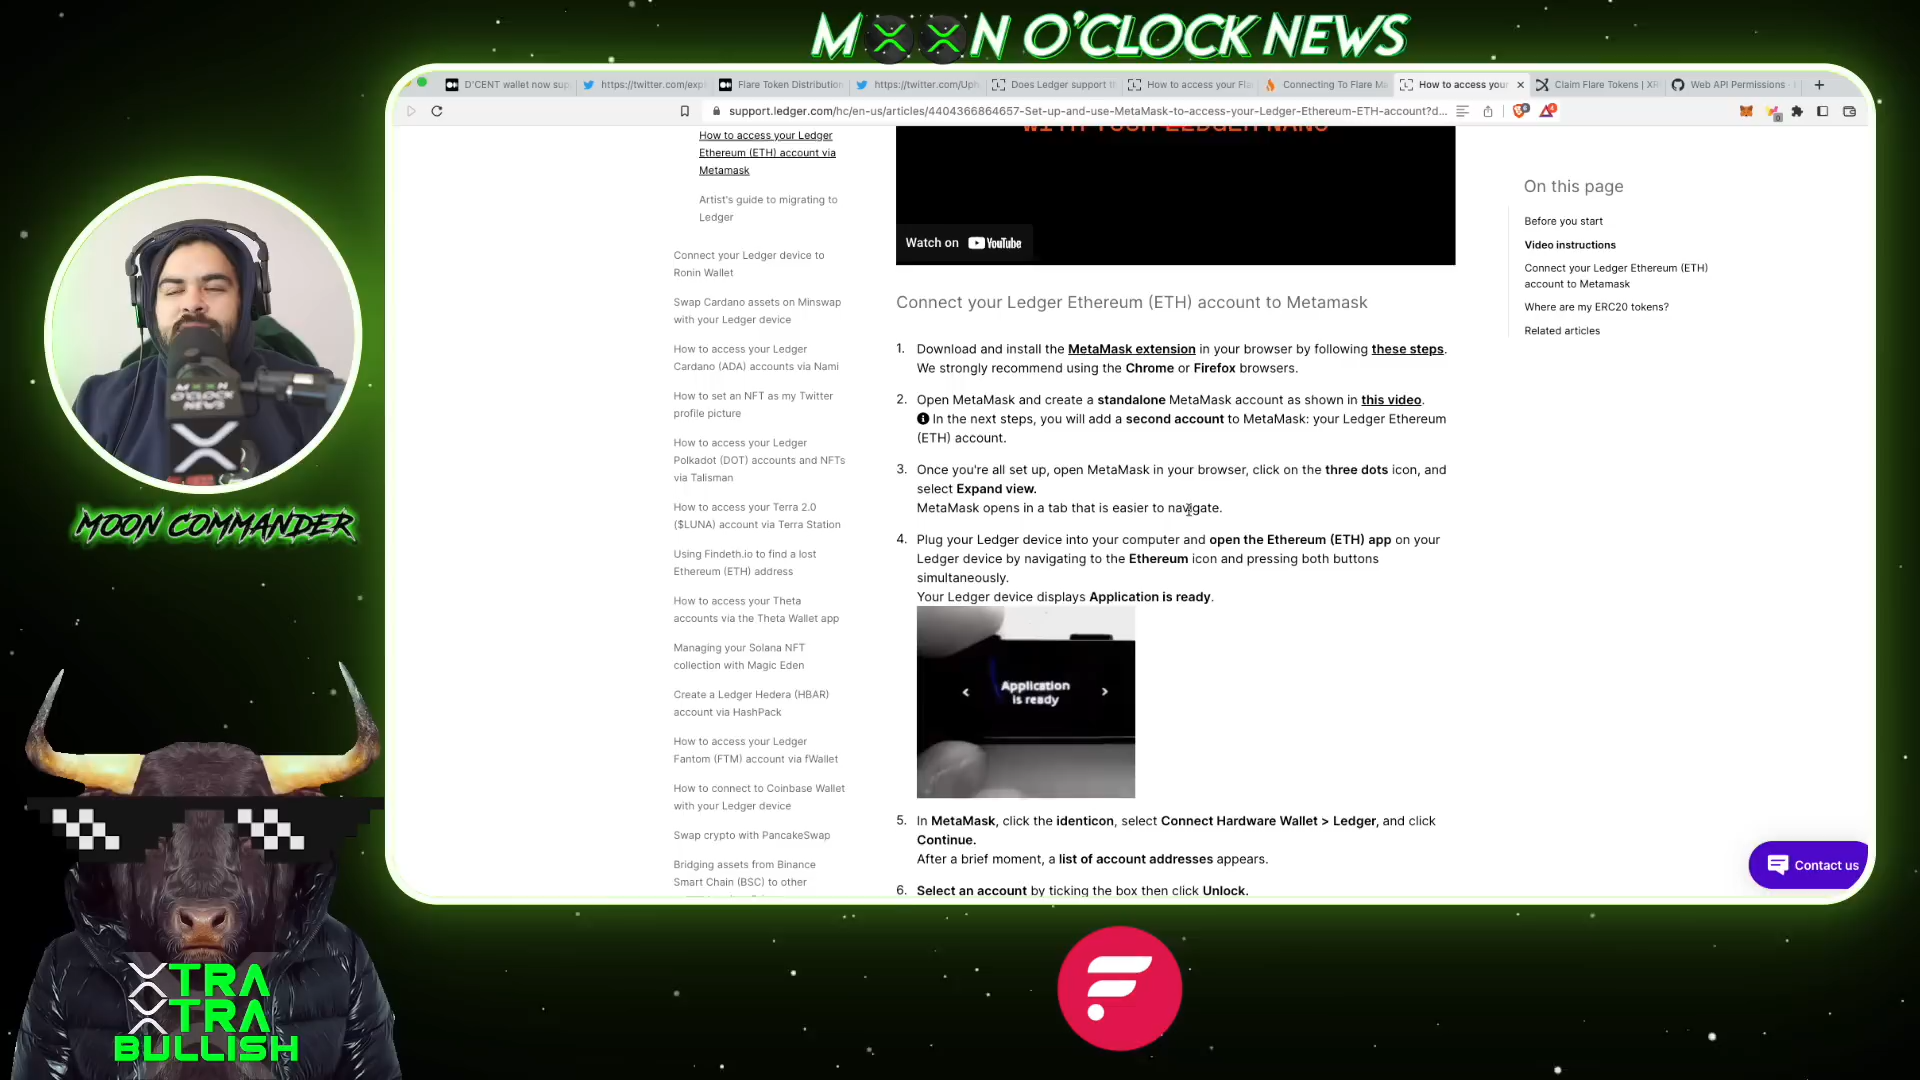 MOON O'CLOCK NEWS
D'CENT wallet now sup
https://twitter.com/exp
Flare Token Distribution
https://twitter.com/Uph
Does Ledger support t
How to access your Fla
Connecting To Flare Ma
How to access your
Claim Flare Tokens | XR
Web API Permissions ·
support.ledger.com/hc/en-us/articles/4404366864657-Set-up-and-use-MetaMask-to-access-your-Ledger-Ethereum-ETH-account?d...
How to access your Ledger
Ethereum (ETH) account via
Metamask
Artist's guide to migrating to
Ledger
Connect your Ledger device to
Ronin Wallet
Swap Cardano assets on Minswap
with your Ledger device
How to access your Ledger
Cardano (ADA) accounts via Nami
How to set an NFT as my Twitter
profile picture
How to access your Ledger
Polkadot (DOT) accounts and NFTs
via Talisman
How to access your Terra 2.0
($LUNA) account via Terra Station
Using Findeth.io to find a lost
Ethereum (ETH) address
How to access your Theta
accounts via the Theta Wallet app
Managing your Solana NFT
collection with Magic Eden
Create a Ledger Hedera (HBAR)
account via HashPack
How to access your Ledger
Fantom (FTM) account via fWallet
How to connect to Coinbase Wallet
with your Ledger device
Swap crypto with PancakeSwap
Bridging assets from Binance
Smart Chain (BSC) to other
WITH YOUR LEDGER NANO
Watch on YouTube
Connect your Ledger Ethereum (ETH) account to Metamask
1. Download and install the MetaMask extension in your browser by following these steps.
We strongly recommend using the Chrome or Firefox browsers.
2. Open MetaMask and create a standalone MetaMask account as shown in this video.
In the next steps, you will add a second account to MetaMask: your Ledger Ethereum
(ETH) account.
3. Once you're all set up, open MetaMask in your browser, click on the three dots icon, and
select Expand view.
MetaMask opens in a tab that is easier to navigate.
4. Plug your Ledger device into your computer and open the Ethereum (ETH) app on your
Ledger device by navigating to the Ethereum icon and pressing both buttons
simultaneously.
Your Ledger device displays Application is ready.
Application
is ready
5. In MetaMask, click the identicon, select Connect Hardware Wallet > Ledger, and click
Continue.
After a brief moment, a list of account addresses appears.
6. Select an account by ticking the box then click Unlock.
On this page
Before you start
Video instructions
Connect your Ledger Ethereum (ETH)
account to Metamask
Where are my ERC20 tokens?
Related articles
Contact us
MOON
O'CLOCK
NEWS
MOON COMMANDER
XTRA
XTRA
BULLISH